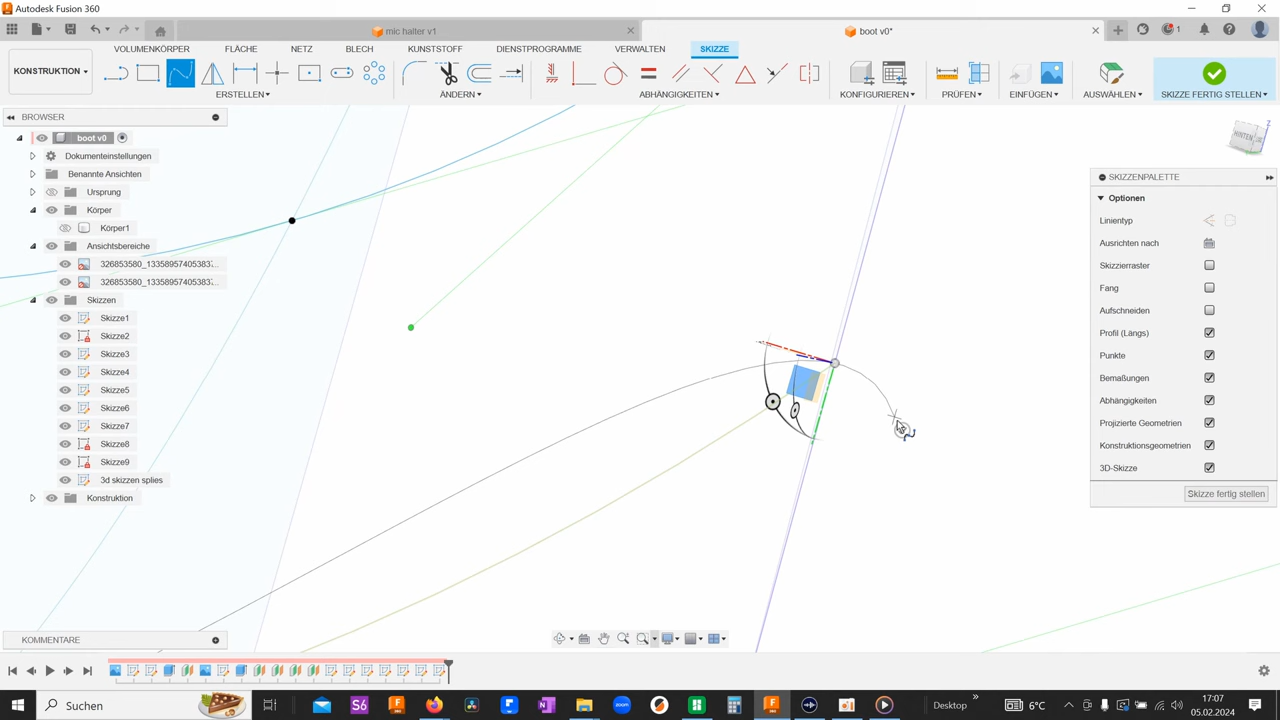 Autodesk Fusion 360
mic halter v1
boot v0*
1
KONSTRUKTION
VOLUMENKÖRPER
FLÄCHE
NETZ
BLECH
KUNSTSTOFF
DIENSTPROGRAMME
VERWALTEN
SKIZZE
ERSTELLEN
ÄNDERN
ABHÄNGIGKEITEN
KONFIGURIEREN
PRÜFEN
EINFÜGEN
AUSWÄHLEN
SKIZZE FERTIG STELLEN
BROWSER
boot v0
Dokumenteinstellungen
Benannte Ansichten
Ursprung
Körper
Körper1
Ansichtsbereiche
326853580_13358957405383...
326853580_13358957405383...
Skizzen
Skizze1
Skizze2
Skizze3
Skizze4
Skizze5
Skizze6
Skizze7
Skizze8
Skizze9
3d skizzen splies
Konstruktion
HINTEN
Z
SKIZZENPALETTE
Optionen
Linientyp
Ausrichten nach
Skizzierraster
Fang
Aufschneiden
Profil (Längs)
Punkte
Bemaßungen
Abhängigkeiten
Projizierte Geometrien
Konstruktionsgeometrien
3D-Skizze
Skizze fertig stellen
KOMMENTARE
Suchen
Desktop
6°C
17:07
05.02.2024